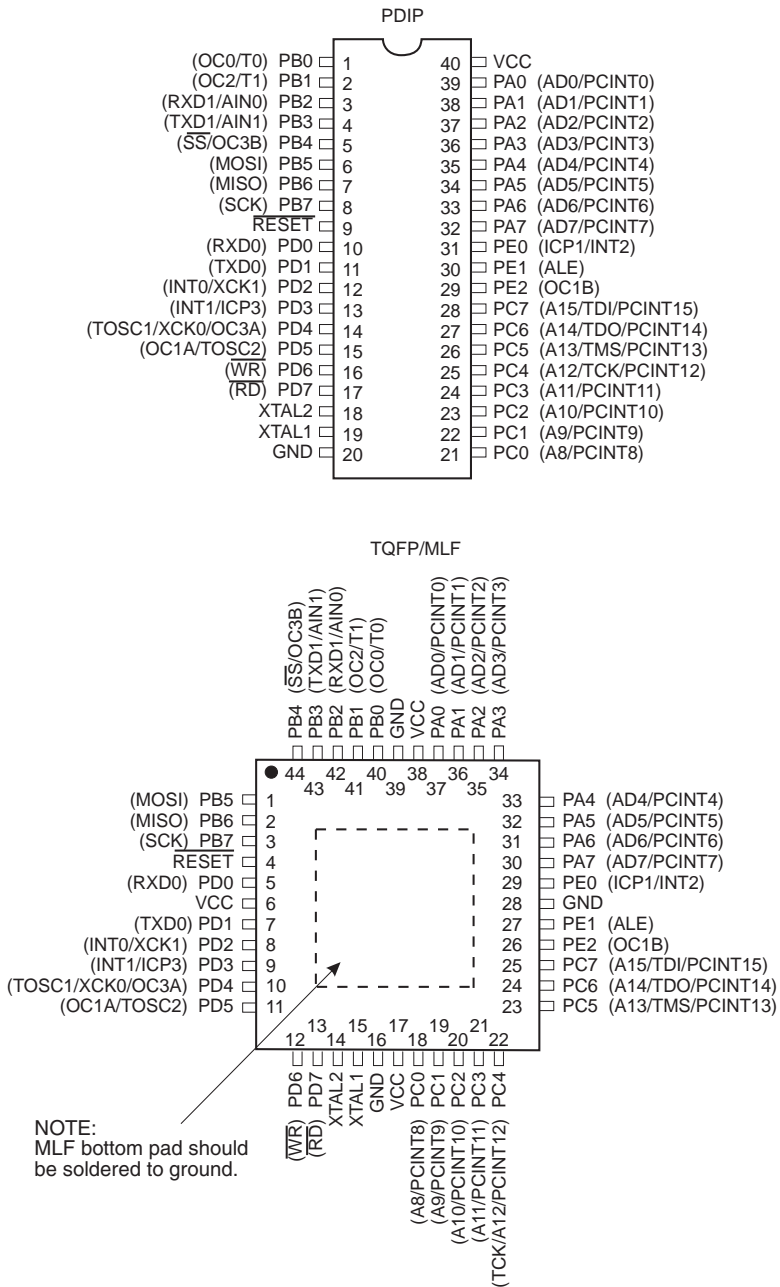 PDIP
(OC0/T0) PB0 1 40 VCC
(OC2/T1) PB1 2 39 PA0 (AD0/PCINT0)
(RXD1/AIN0) PB2 3 38 PA1 (AD1/PCINT1)
(TXD1/AIN1) PB3 4 37 PA2 (AD2/PCINT2)
(SS/OC3B) PB4 5 36 PA3 (AD3/PCINT3)
(MOSI) PB5 6 35 PA4 (AD4/PCINT4)
(MISO) PB6 7 34 PA5 (AD5/PCINT5)
(SCK) PB7 8 33 PA6 (AD6/PCINT6)
RESET 9 32 PA7 (AD7/PCINT7)
(RXD0) PD0 10 31 PE0 (ICP1/INT2)
(TXD0) PD1 11 30 PE1 (ALE)
(INT0/XCK1) PD2 12 29 PE2 (OC1B)
(INT1/ICP3) PD3 13 28 PC7 (A15/TDI/PCINT15)
(TOSC1/XCK0/OC3A) PD4 14 27 PC6 (A14/TDO/PCINT14)
(OC1A/TOSC2) PD5 15 26 PC5 (A13/TMS/PCINT13)
(WR) PD6 16 25 PC4 (A12/TCK/PCINT12)
(RD) PD7 17 24 PC3 (A11/PCINT11)
XTAL2 18 23 PC2 (A10/PCINT10)
XTAL1 19 22 PC1 (A9/PCINT9)
GND 20 21 PC0 (A8/PCINT8)
TQFP/MLF
PB4 (SS/OC3B)
PB3 (TXD1/AIN1)
PB2 (RXD1/AIN0)
PB1 (OC2/T1)
PB0 (OC0/T0)
GND
VCC
PA0 (AD0/PCINT0)
PA1 (AD1/PCINT1)
PA2 (AD2/PCINT2)
PA3 (AD3/PCINT3)
44 42 40 38 36 34
43 41 39 37 35
(MOSI) PB5 1 33 PA4 (AD4/PCINT4)
(MISO) PB6 2 32 PA5 (AD5/PCINT5)
(SCK) PB7 3 31 PA6 (AD6/PCINT6)
RESET 4 30 PA7 (AD7/PCINT7)
(RXD0) PD0 5 29 PE0 (ICP1/INT2)
VCC 6 28 GND
(TXD0) PD1 7 27 PE1 (ALE)
(INT0/XCK1) PD2 8 26 PE2 (OC1B)
(INT1/ICP3) PD3 9 25 PC7 (A15/TDI/PCINT15)
(TOSC1/XCK0/OC3A) PD4 10 24 PC6 (A14/TDO/PCINT14)
(OC1A/TOSC2) PD5 11 23 PC5 (A13/TMS/PCINT13)
13 15 17 19 21
12 14 16 18 20 22
(WR) PD6
(RD) PD7
XTAL2
XTAL1
GND
VCC
(A8/PCINT8) PC0
(A9/PCINT9) PC1
(A10/PCINT10) PC2
(A11/PCINT11) PC3
(TCK/A12/PCINT12) PC4
NOTE:
MLF bottom pad should
be soldered to ground.